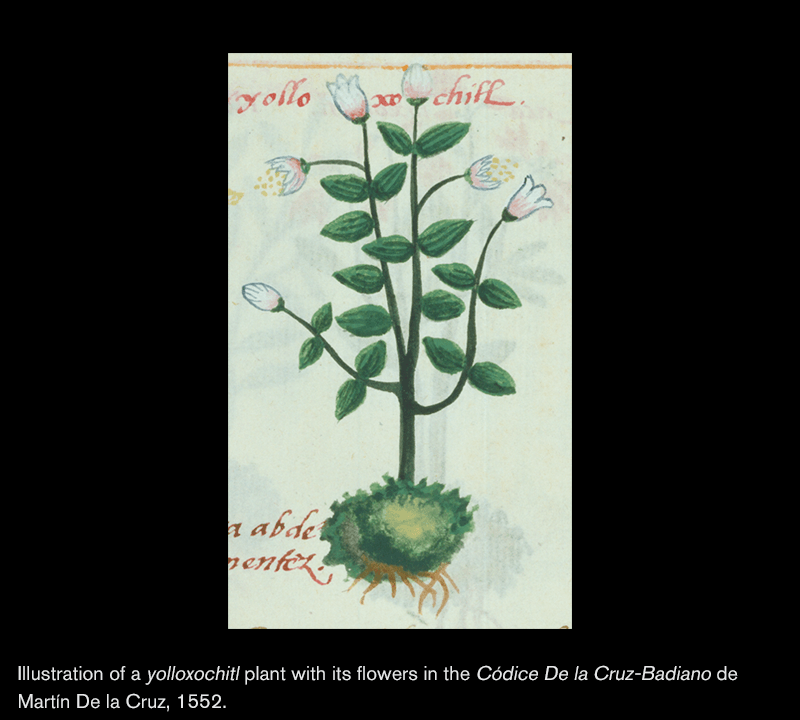 yollo xochitl.
a abde
mentez.
Illustration of a yolloxochitl plant with its flowers in the Códice De la Cruz-Badiano de
Martín De la Cruz, 1552.